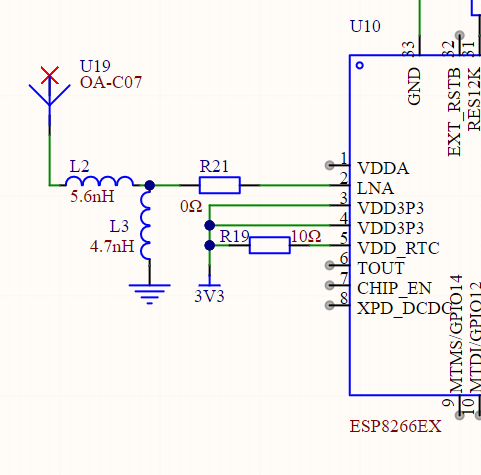 U10
33
32
31
GND
EXT_RSTB
RES12K
U19
OA-C07
L2
5.6nH
R21
0Ω
L3
4.7nH
R19
10Ω
3V3
1
VDDA
2
LNA
3
VDD3P3
4
VDD3P3
5
VDD_RTC
6
TOUT
7
CHIP_EN
8
XPD_DCDC
MTMS/GPIO14
MTDI/GPIO12
9
10
ESP8266EX